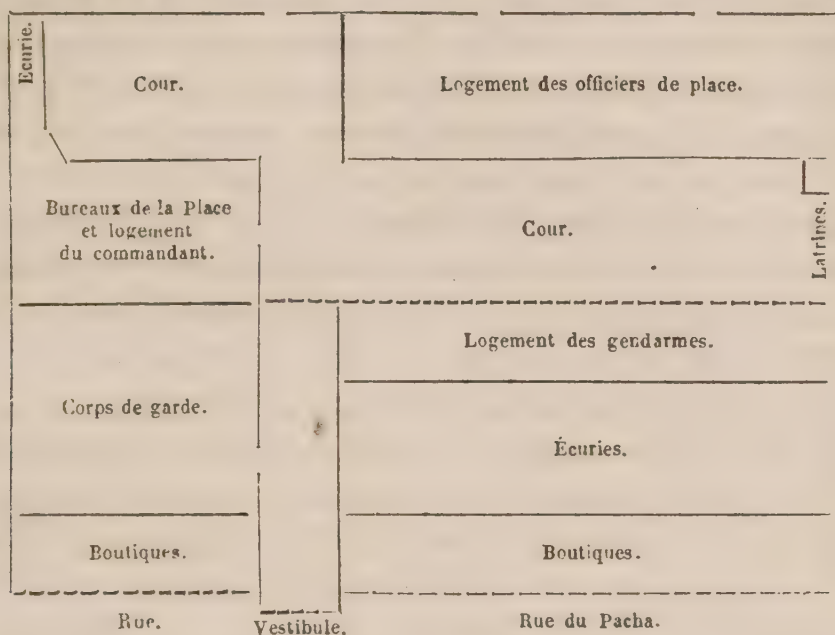 Ecurie.
Cour.
Logement des officiers de place.
Bureaux de la Place
et logement
du commandant.
Cour.
Latrines.
Logement des gendarmes.
Corps de garde.
Écuries.
Boutiques.
Boutiques.
Rue.
Vestibule.
Rue du Pacha.